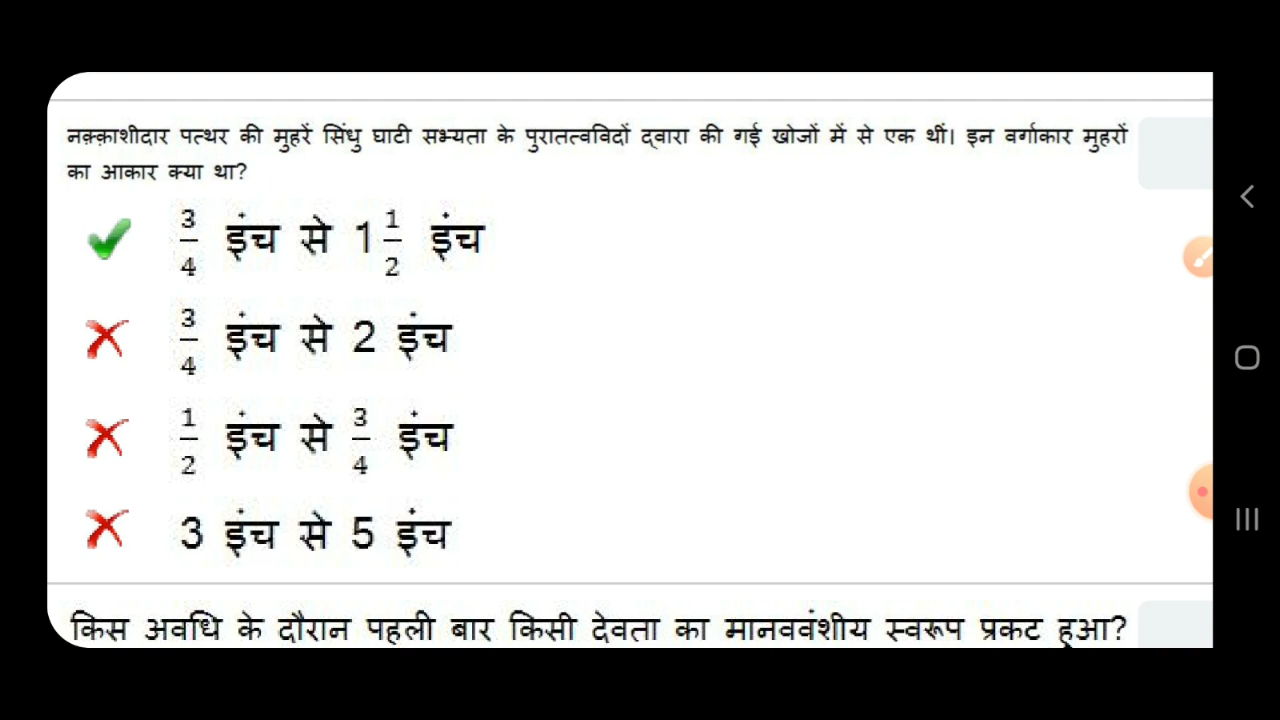 नक़्क़ाशीदार पत्थर की मुहरें सिंधु घाटी सभ्यता के पुरातत्वविदों द्वारा की गई खोजों में से एक थीं। इन वर्गाकार मुहरों
का आकार क्या था?
3/4 इंच से 1 1/2 इंच
3/4 इंच से 2 इंच
1/2 इंच से 3/4 इंच
3 इंच से 5 इंच
किस अवधि के दौरान पहली बार किसी देवता का मानववंशीय स्वरूप प्रकट हुआ?